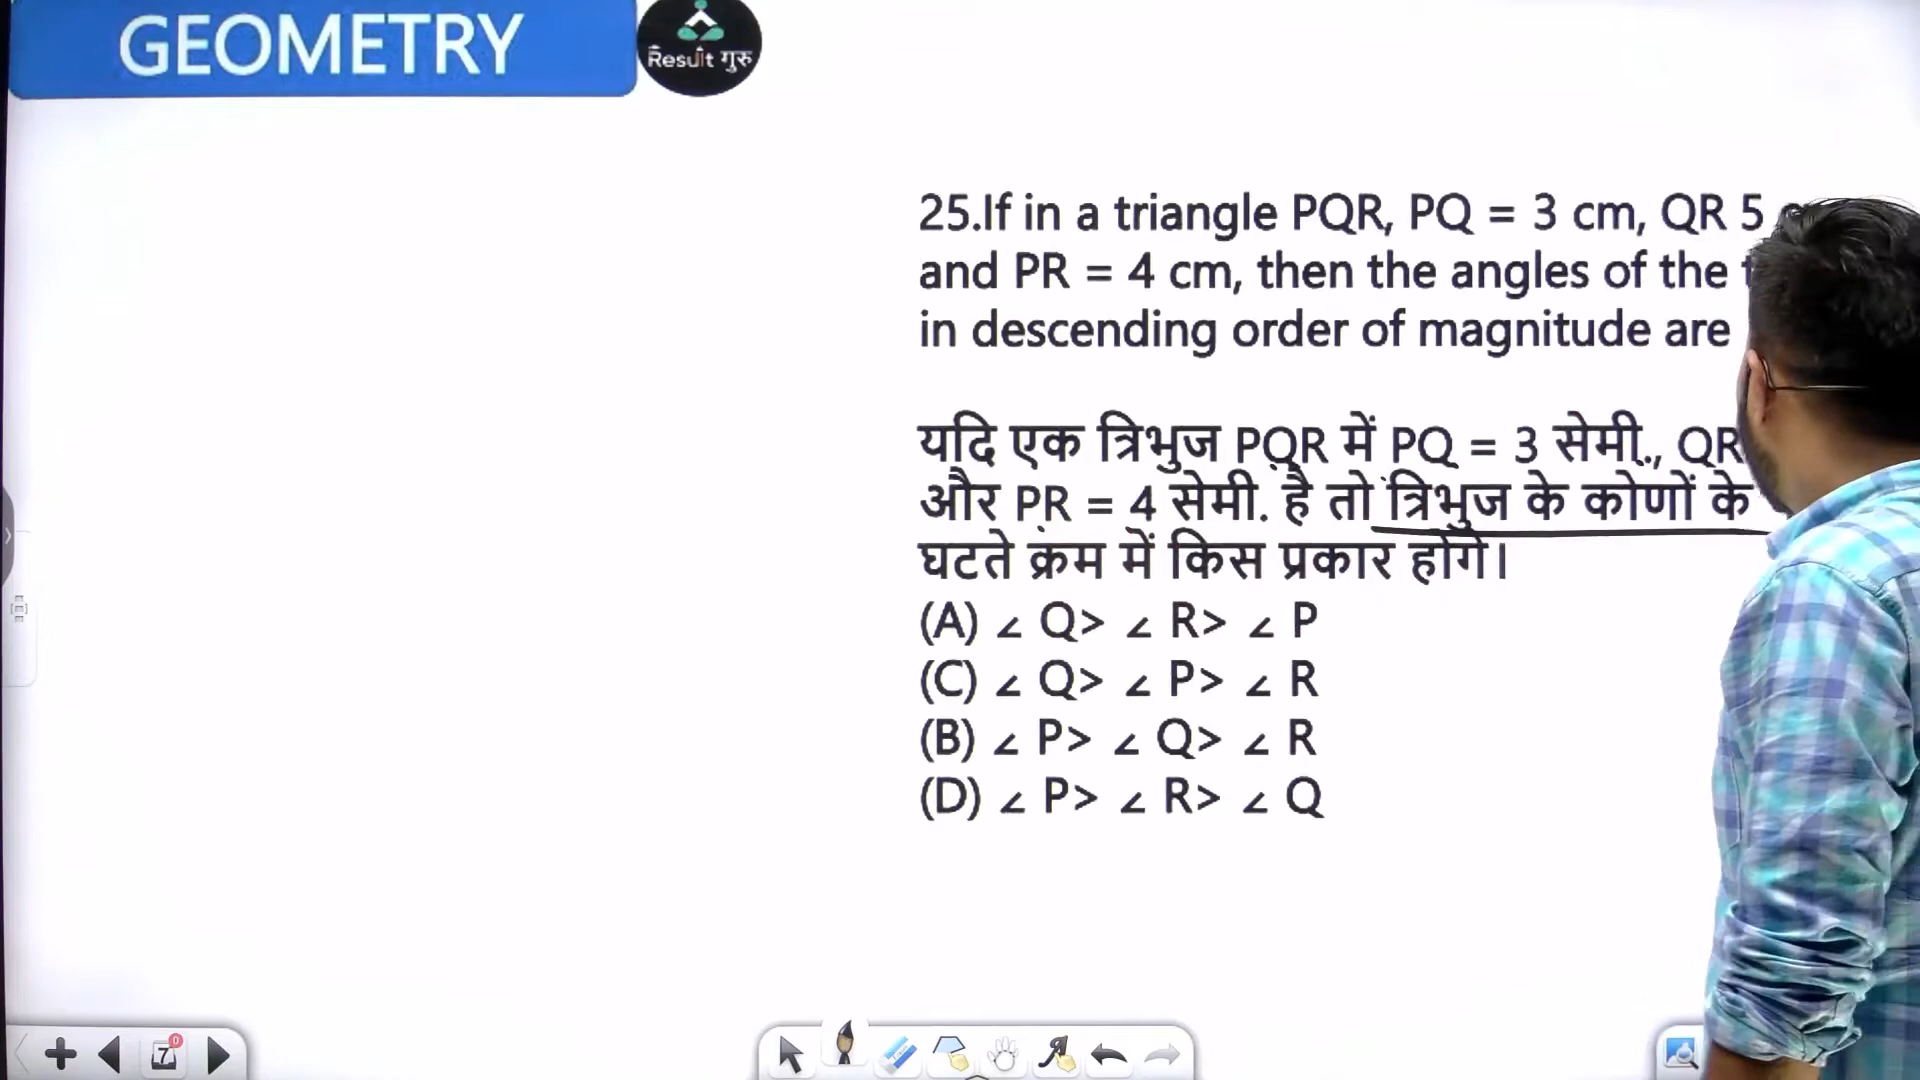 GEOMETRY
Result गुरु
25.If in a triangle PQR, PQ = 3 cm, QR 5
and PR = 4 cm, then the angles of the
in descending order of magnitude are
यदि एक त्रिभुज PQR में PQ = 3 सेमी., QR
और PR = 4 सेमी. है तो त्रिभुज के कोणों के
घटते क्रम में किस प्रकार होंगे।
(A) ∠ Q> ∠ R> ∠ P
(C) ∠ Q> ∠ P> ∠ R
(B) ∠ P> ∠ Q> ∠ R
(D) ∠ P> ∠ R> ∠ Q
7 0